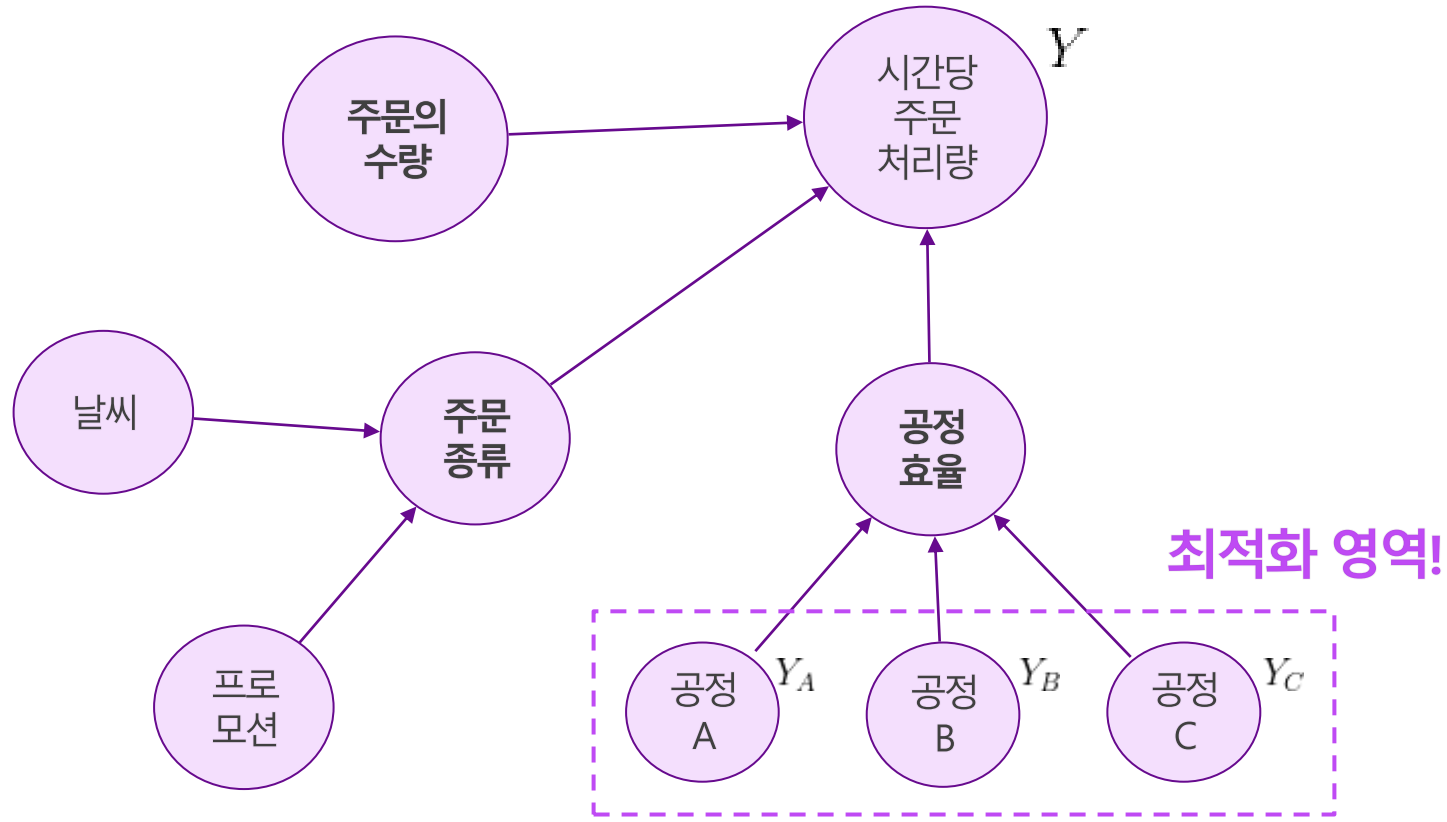 주문의
수량
시간당
주문
처리량
Y
날씨
주문
종류
공정
효율
최적화 영역!
프로
모션
공정
A
Y_A
공정
B
Y_B
공정
C
Y_C